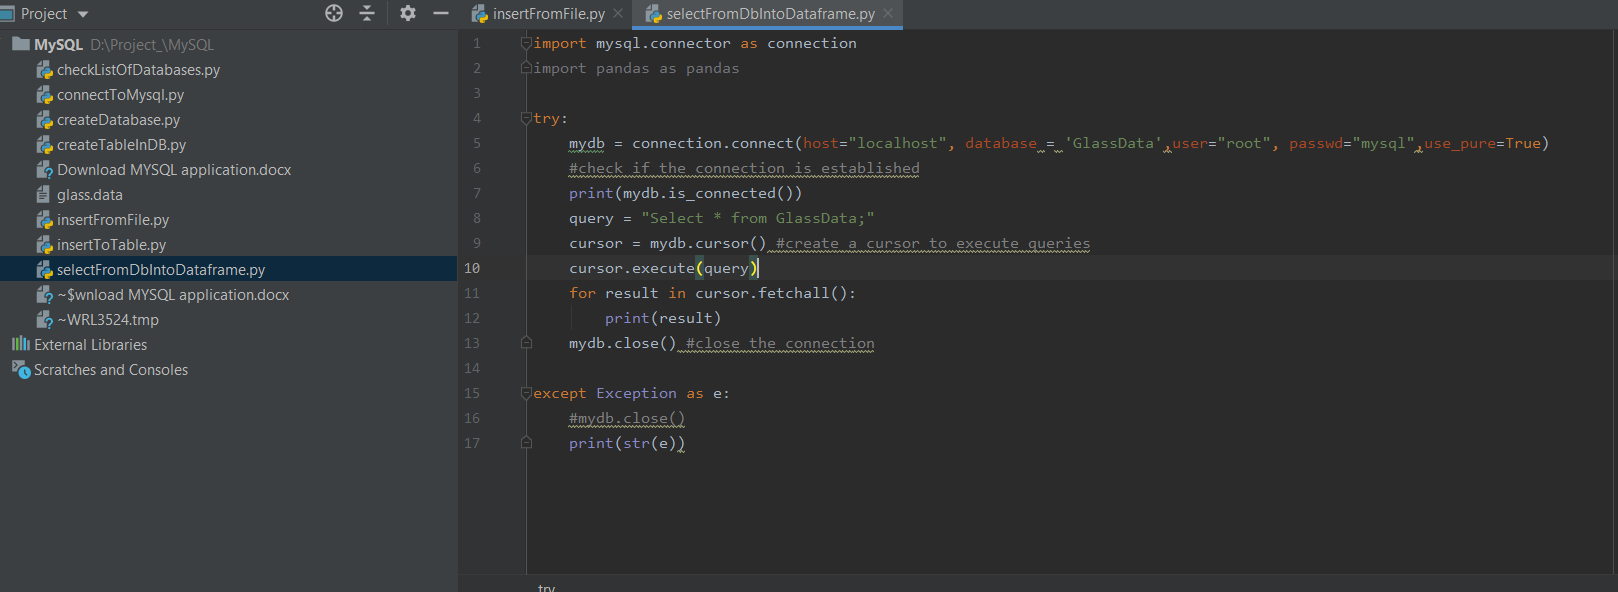 Project
MySQL D:\Project_\MySQL
checkListOfDatabases.py
connectToMysql.py
createDatabase.py
createTableInDB.py
Download MYSQL application.docx
glass.data
insertFromFile.py
insertToTable.py
selectFromDbIntoDataframe.py
~$wnload MYSQL application.docx
~WRL3524.tmp
External Libraries
Scratches and Consoles
insertFromFile.py
selectFromDbIntoDataframe.py
1 import mysql.connector as connection
2 import pandas as pandas
3
4 try:
5 mydb = connection.connect(host="localhost", database = 'GlassData',user="root", passwd="mysql",use_pure=True)
6 #check if the connection is established
7 print(mydb.is_connected())
8 query = "Select * from GlassData;"
9 cursor = mydb.cursor() #create a cursor to execute queries
10 cursor.execute(query)
11 for result in cursor.fetchall():
12 print(result)
13 mydb.close() #close the connection
14
15 except Exception as e:
16 #mydb.close()
17 print(str(e))
try